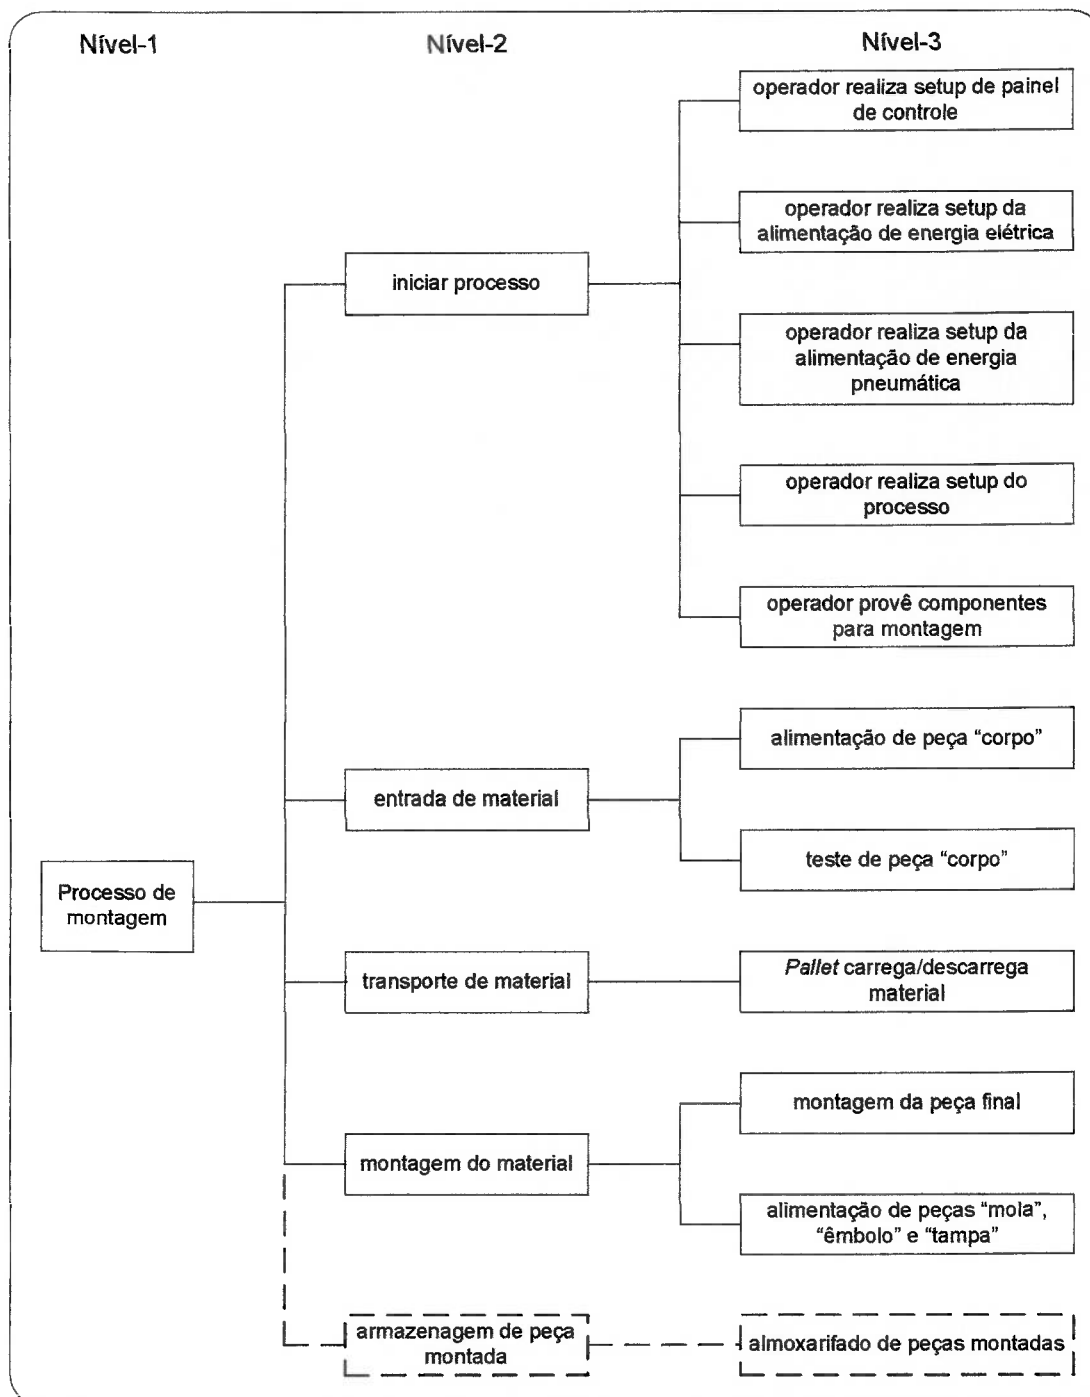 Nível-1
Nível-2
Nível-3
operador realiza setup de painel
de controle
operador realiza setup da
alimentação de energia elétrica
iniciar processo
operador realiza setup da
alimentação de energia
pneumática
operador realiza setup do
processo
operador provê componentes
para montagem
alimentação de peça “corpo”
entrada de material
teste de peça “corpo”
Processo de
montagem
transporte de material
Pallet carrega/descarrega
material
montagem da peça final
montagem do material
alimentação de peças “mola”,
“êmbolo” e “tampa”
armazenagem de peça
montada
almoxarifado de peças montadas